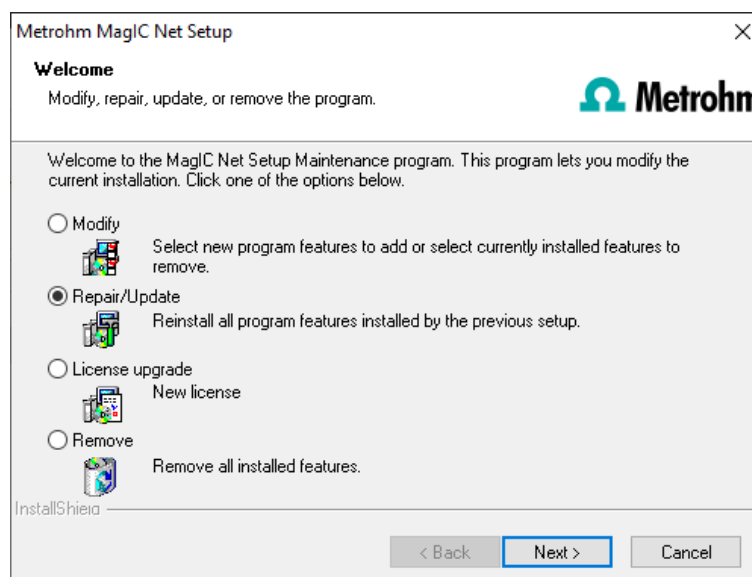 Metrohm MagIC Net Setup
Welcome
Modify, repair, update, or remove the program.
Metrohm
Welcome to the MagIC Net Setup Maintenance program. This program lets you modify the
current installation. Click one of the options below.
Modify
Select new program features to add or select currently installed features to
remove.
Repair/Update
Reinstall all program features installed by the previous setup.
License upgrade
New license
Remove
Remove all installed features.
InstallShield
< Back
Next >
Cancel